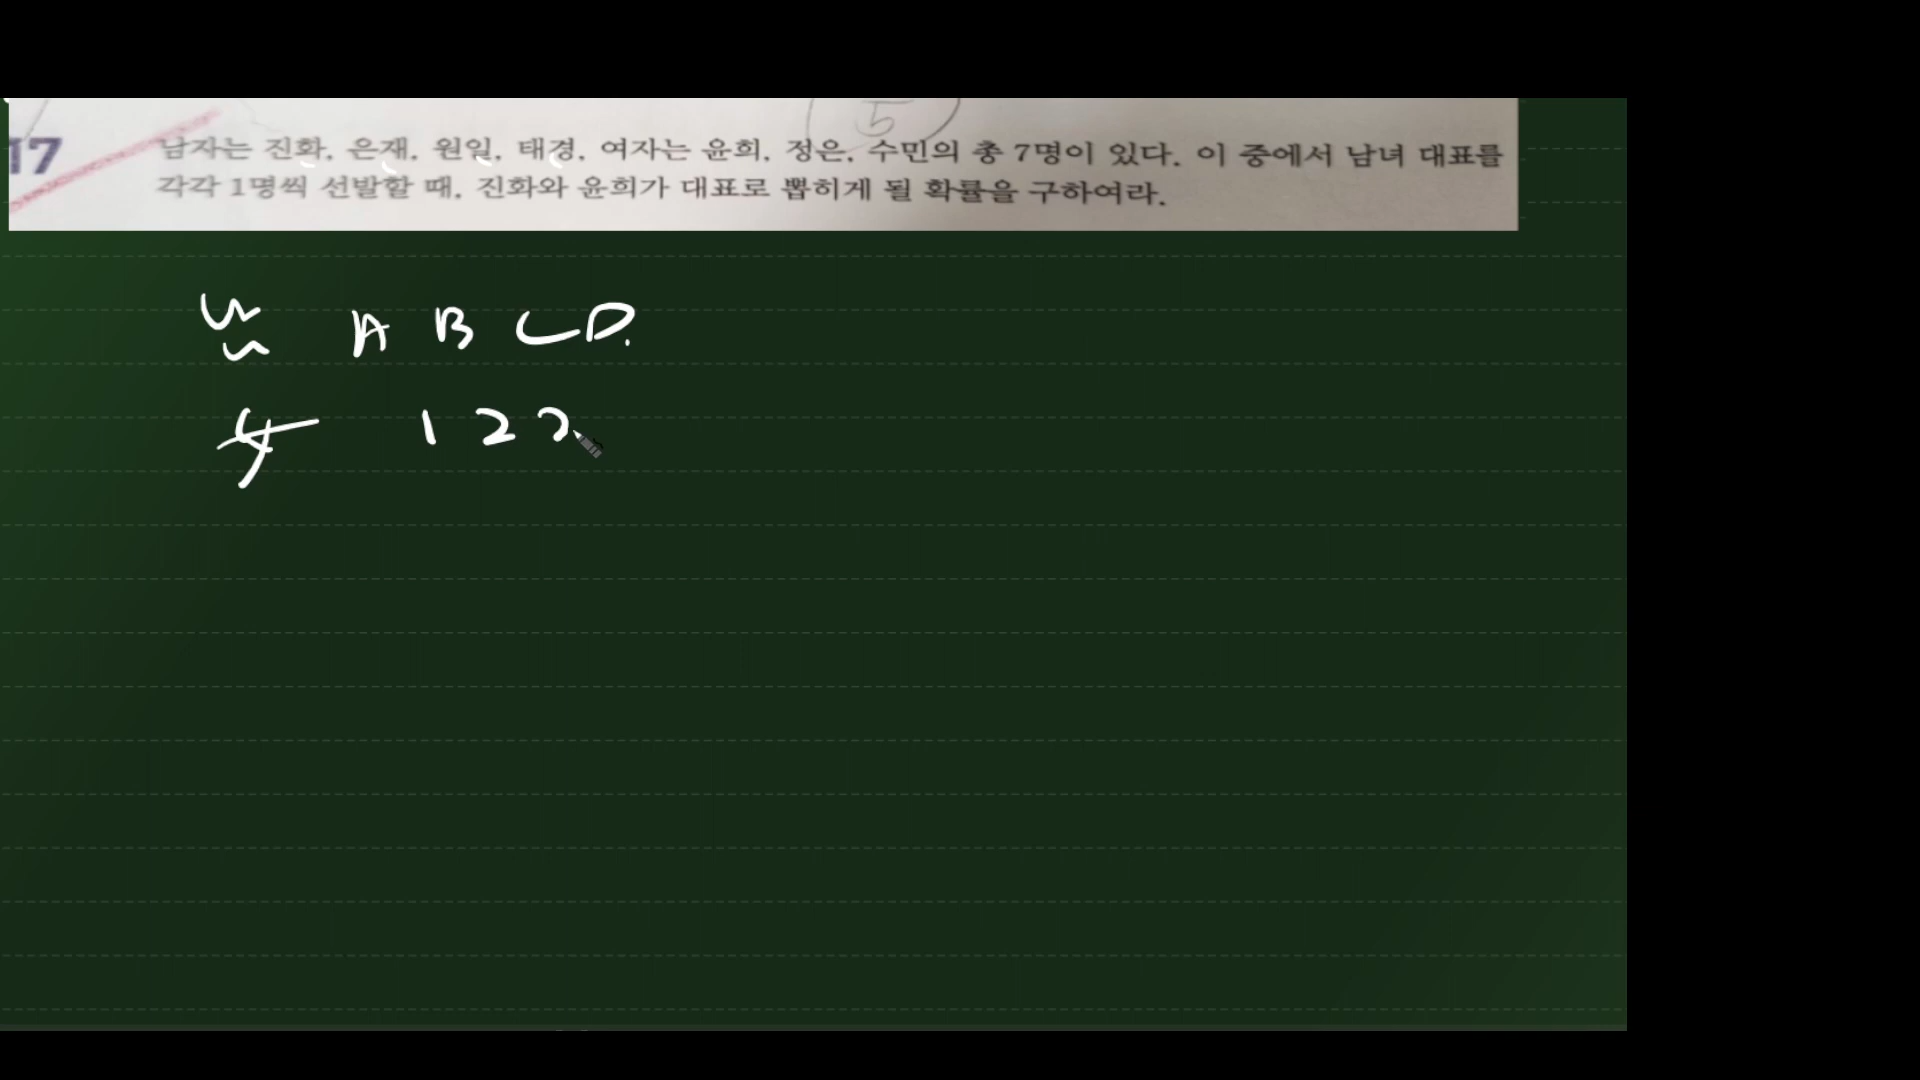 5
17 남자는 진화, 은재, 원일, 태경, 여자는 윤희, 정은, 수민의 총 7명이 있다. 이 중에서 남녀 대표를
각각 1명씩 선발할 때, 진화와 윤희가 대표로 뽑히게 될 확률을 구하여라.
A B C D.
女 1 2